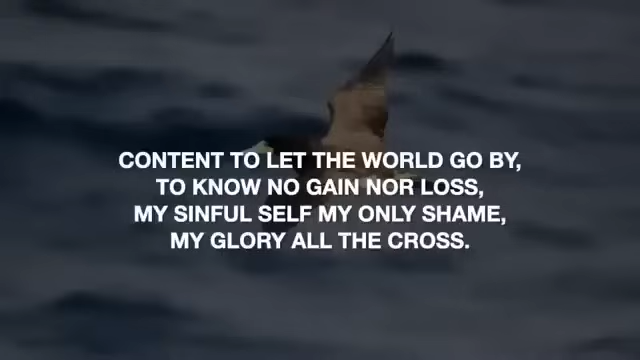 CONTENT TO LET THE WORLD GO BY,
TO KNOW NO GAIN NOR LOSS,
MY SINFUL SELF MY ONLY SHAME,
MY GLORY ALL THE CROSS.